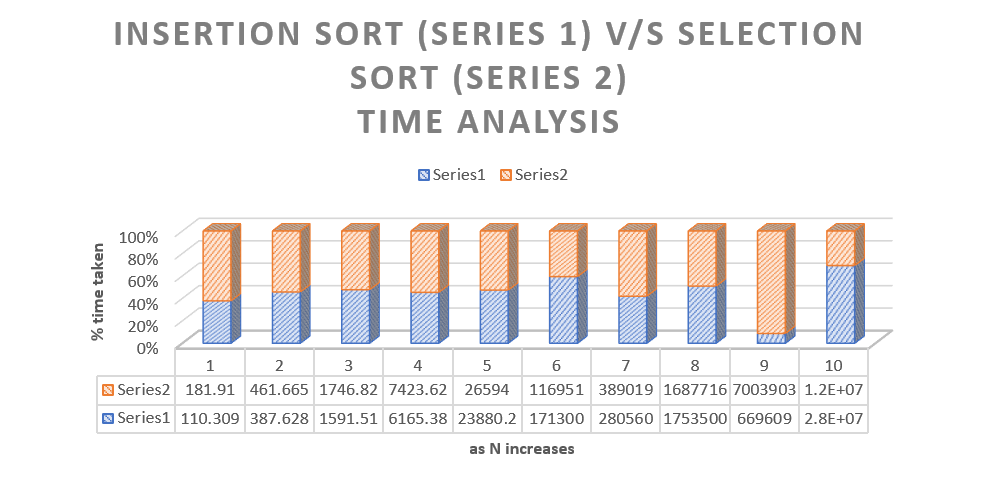 INSERTION SORT (SERIES 1) V/S SELECTION
SORT (SERIES 2)
TIME ANALYSIS
Series1 Series2
% time taken
100%
80%
60%
40%
20%
0%
1 2 3 4 5 6 7 8 9 10
Series2 181.91 461.665 1746.82 7423.62 26594 116951 389019 1687716 7003903 1.2E+07
Series1 110.309 387.628 1591.51 6165.38 23880.2 171300 280560 1753500 669609 2.8E+07
as N increases